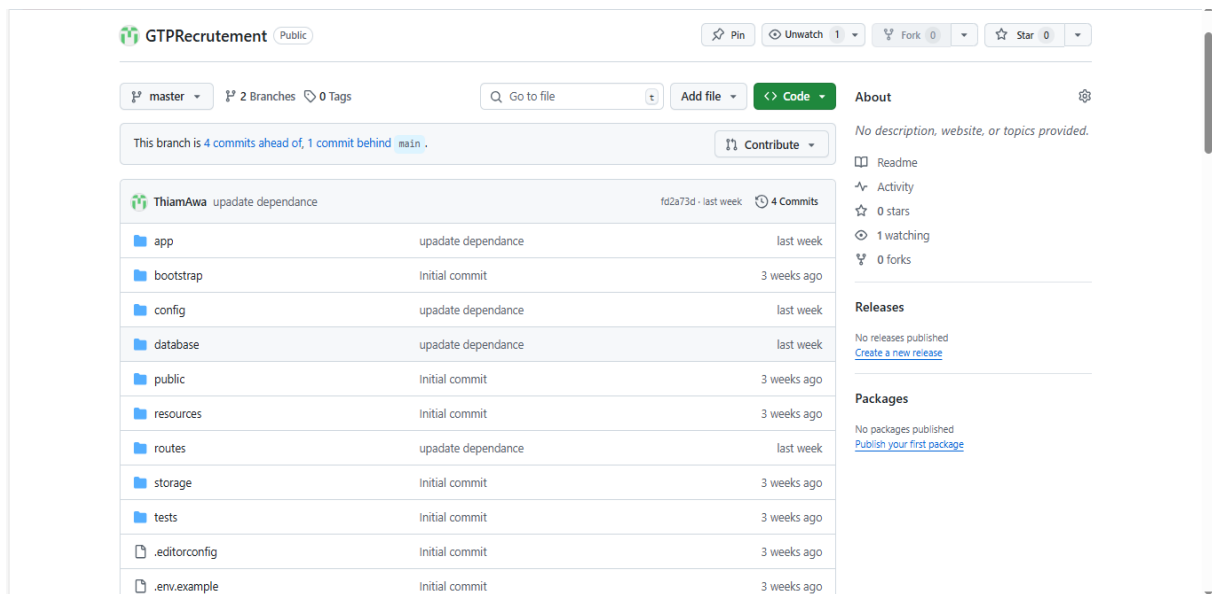 GTPRecrutement Public Pin Unwatch 1 Fork 0 Star 0
master 2 Branches 0 Tags Go to file t Add file Code
This branch is 4 commits ahead of, 1 commit behind main .
Contribute
ThiamAwa upadate dependance fd2a73d · last week 4 Commits
app upadate dependance last week
bootstrap Initial commit 3 weeks ago
config upadate dependance last week
database upadate dependance last week
public Initial commit 3 weeks ago
resources Initial commit 3 weeks ago
routes upadate dependance last week
storage Initial commit 3 weeks ago
tests Initial commit 3 weeks ago
.editorconfig Initial commit 3 weeks ago
.env.example Initial commit 3 weeks ago
About
No description, website, or topics provided.
Readme
Activity
0 stars
1 watching
0 forks
Releases
No releases published
Create a new release
Packages
No packages published
Publish your first package